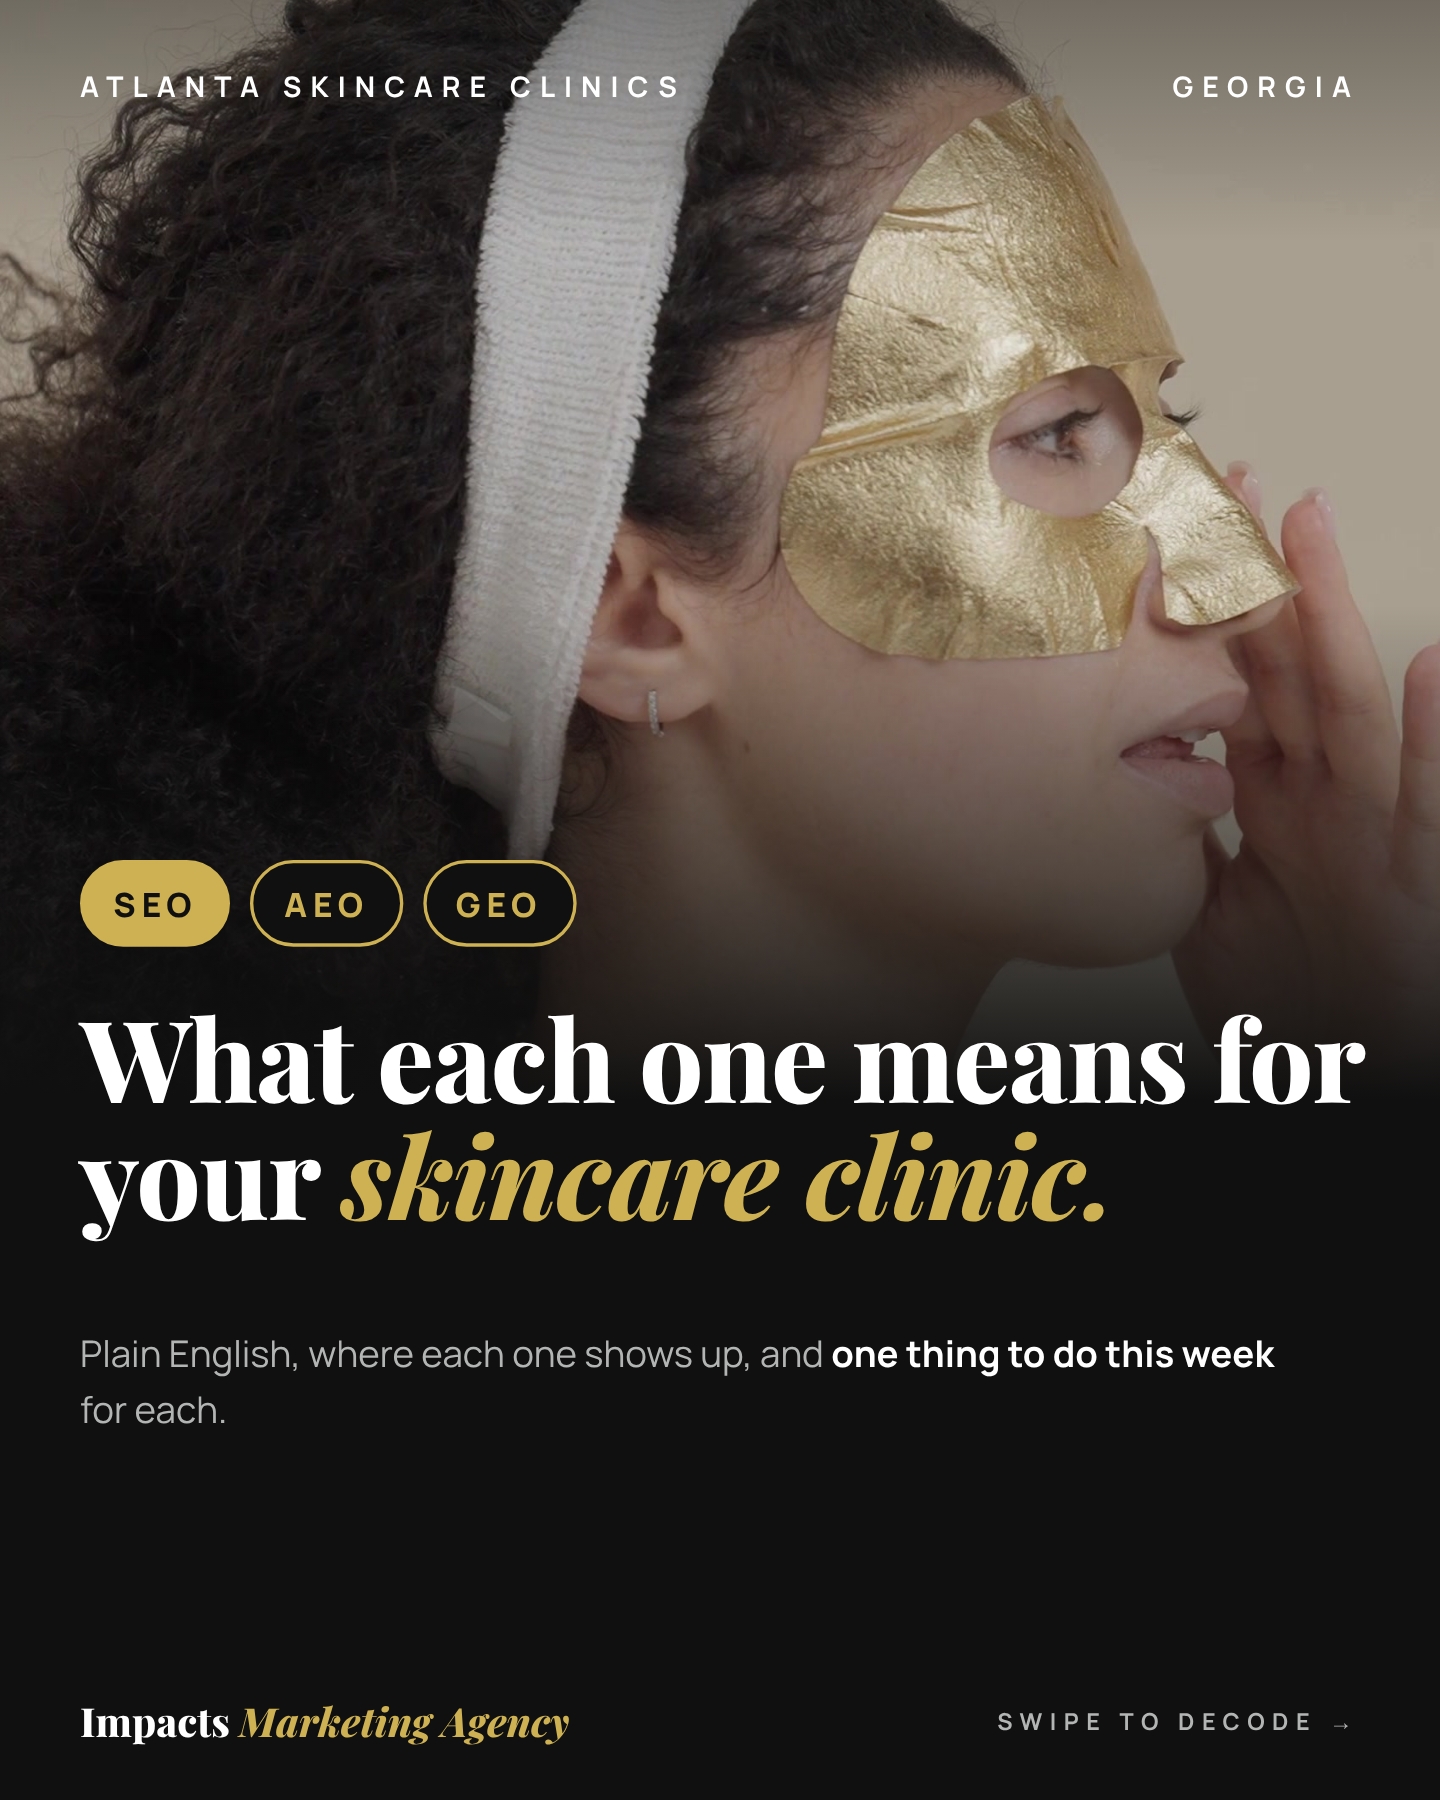 ATLANTA SKINCARE CLINICS
GEORGIA
SEO
AEO
GEO
What each one means for
your skincare clinic.
Plain English, where each one shows up, and one thing to do this week
for each.
Impacts Marketing Agency
SWIPE TO DECODE →